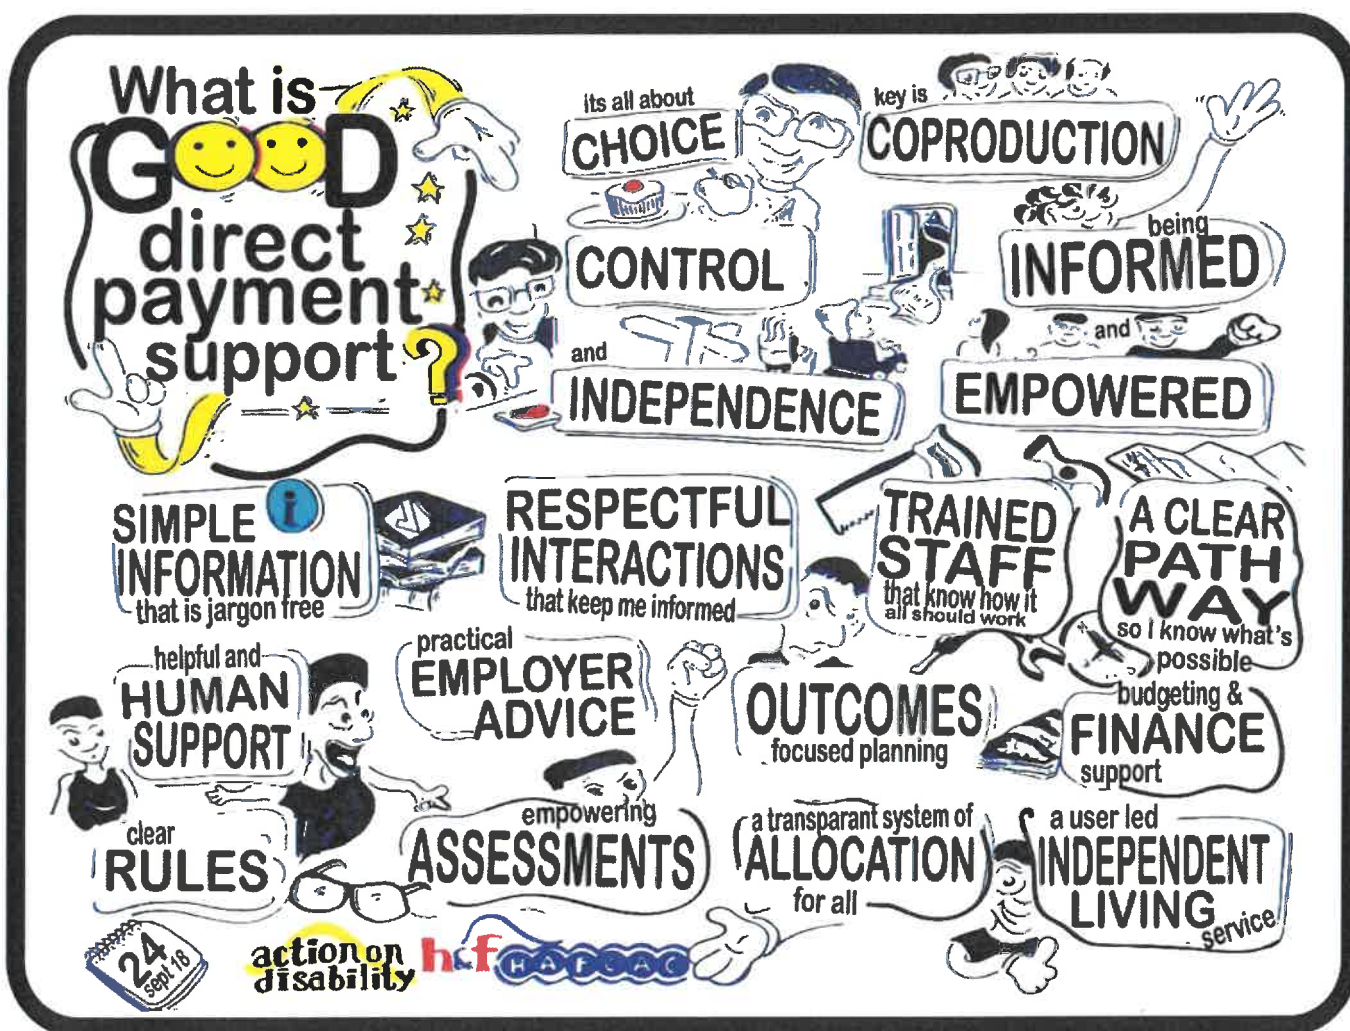 What is
GOOD
direct
payment
support ?
its all about
CHOICE
CONTROL
and
INDEPENDENCE
key is
COPRODUCTION
being
INFORMED
and
EMPOWERED
SIMPLE i
INFORMATION
that is jargon free
RESPECTFUL
INTERACTIONS
that keep me informed
TRAINED
STAFF
that know how it
all should work
A CLEAR
PATH
WAY
so I know what's
possible
helpful and
HUMAN
SUPPORT
practical
EMPLOYER
ADVICE
OUTCOMES
focused planning
budgeting &
FINANCE
support
clear
RULES
empowering
ASSESSMENTS
a transparant system of
ALLOCATION
for all
a user led
INDEPENDENT
LIVING
service
24
sept 18
action on
disability
h&f
HAFCAC